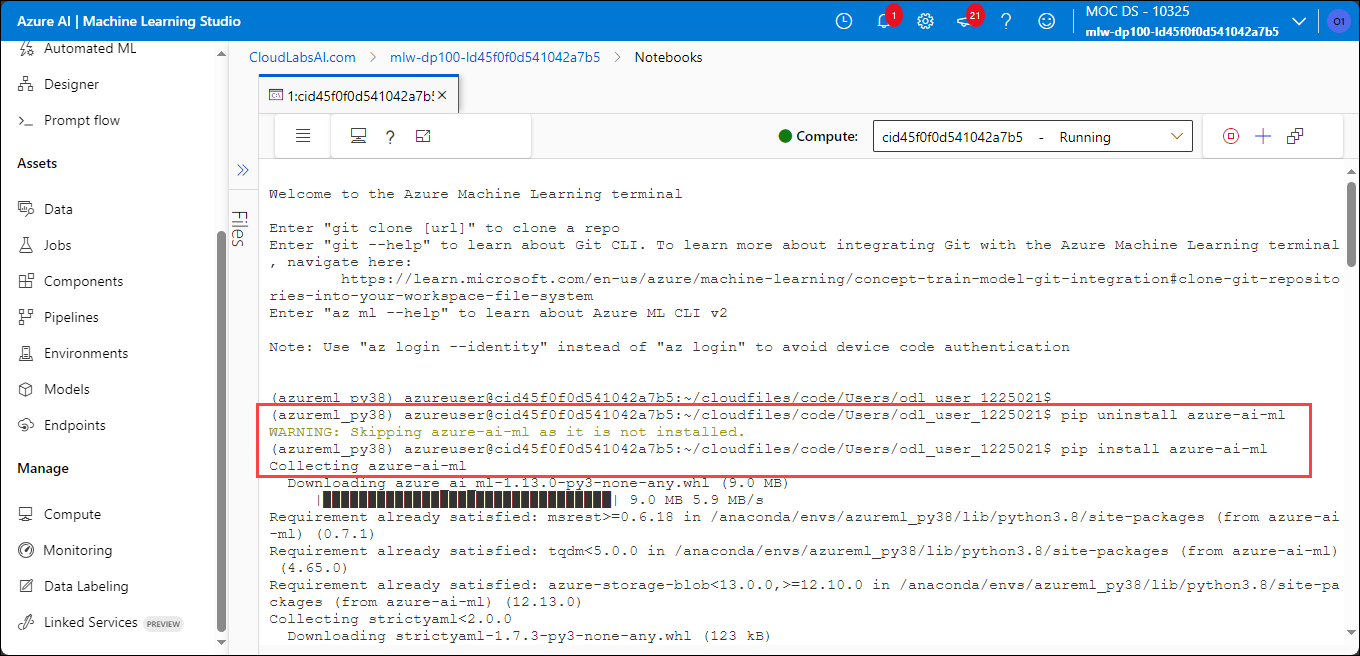 Azure AI | Machine Learning Studio
1
21
MOC DS - 10325
mlw-dp100-ld45f0f0d541042a7b5
O1
Automated ML
Designer
Prompt flow
Assets
Data
Jobs
Components
Pipelines
Environments
Models
Endpoints
Manage
Compute
Monitoring
Data Labeling
Linked Services PREVIEW
CloudLabsAI.com > mlw-dp100-ld45f0f0d541042a7b5 > Notebooks
1:cid45f0f0d541042a7b5
Compute: cid45f0f0d541042a7b5 - Running
Files
Welcome to the Azure Machine Learning terminal
Enter "git clone [url]" to clone a repo
Enter "git --help" to learn about Git CLI. To learn more about integrating Git with the Azure Machine Learning terminal
, navigate here:
https://learn.microsoft.com/en-us/azure/machine-learning/concept-train-model-git-integration#clone-git-reposito
ries-into-your-workspace-file-system
Enter "az ml --help" to learn about Azure ML CLI v2
Note: Use "az login --identity" instead of "az login" to avoid device code authentication
(azureml_py38) azureuser@cid45f0f0d541042a7b5:~/cloudfiles/code/Users/odl_user_1225021$
(azureml_py38) azureuser@cid45f0f0d541042a7b5:~/cloudfiles/code/Users/odl_user_1225021$ pip uninstall azure-ai-ml
WARNING: Skipping azure-ai-ml as it is not installed.
(azureml_py38) azureuser@cid45f0f0d541042a7b5:~/cloudfiles/code/Users/odl_user_1225021$ pip install azure-ai-ml
Collecting azure-ai-ml
Downloading azure_ai_ml-1.13.0-py3-none-any.whl (9.0 MB)
|████████████████████████████████| 9.0 MB 5.9 MB/s
Requirement already satisfied: msrest>=0.6.18 in /anaconda/envs/azureml_py38/lib/python3.8/site-packages (from azure-ai
-ml) (0.7.1)
Requirement already satisfied: tqdm<5.0.0 in /anaconda/envs/azureml_py38/lib/python3.8/site-packages (from azure-ai-ml)
(4.65.0)
Requirement already satisfied: azure-storage-blob<13.0.0,>=12.10.0 in /anaconda/envs/azureml_py38/lib/python3.8/site-pa
ckages (from azure-ai-ml) (12.13.0)
Collecting strictyaml<2.0.0
Downloading strictyaml-1.7.3-py3-none-any.whl (123 kB)